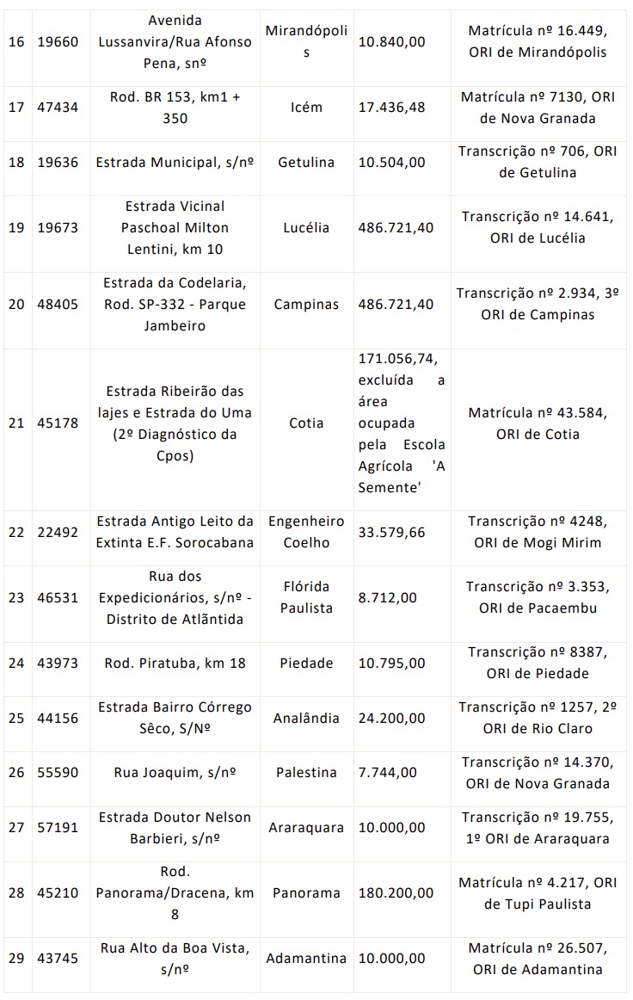 16 19660 Avenida Lussanvira/Rua Afonso Pena, snº Mirandópolis 10.840,00 Matrícula nº 16.449, ORI de Mirandópolis
17 47434 Rod. BR 153, km1 + 350 Icém 17.436,48 Matrícula nº 7130, ORI de Nova Granada
18 19636 Estrada Municipal, s/nº Getulina 10.504,00 Transcrição nº 706, ORI de Getulina
19 19673 Estrada Vicinal Paschoal Milton Lentini, km 10 Lucélia 486.721,40 Transcrição nº 14.641, ORI de Lucélia
20 48405 Estrada da Codelaria, Rod. SP-332 - Parque Jambeiro Campinas 486.721,40 Transcrição nº 2.934, 3º ORI de Campinas
21 45178 Estrada Ribeirão das lajes e Estrada do Uma (2º Diagnóstico da Cpos) Cotia 171.056,74, excluída a área ocupada pela Escola Agrícola 'A Semente' Matrícula nº 43.584, ORI de Cotia
22 22492 Estrada Antigo Leito da Extinta E.F. Sorocabana Engenheiro Coelho 33.579,66 Transcrição nº 4248, ORI de Mogi Mirim
23 46531 Rua dos Expedicionários, s/nº - Distrito de Atlãntida Flórida Paulista 8.712,00 Transcrição nº 3.353, ORI de Pacaembu
24 43973 Rod. Piratuba, km 18 Piedade 10.795,00 Transcrição nº 8387, ORI de Piedade
25 44156 Estrada Bairro Córrego Sêco, S/Nº Analândia 24.200,00 Transcrição nº 1257, 2º ORI de Rio Claro
26 55590 Rua Joaquim, s/nº Palestina 7.744,00 Transcrição nº 14.370, ORI de Nova Granada
27 57191 Estrada Doutor Nelson Barbieri, s/nº Araraquara 10.000,00 Transcrição nº 19.755, 1º ORI de Araraquara
28 45210 Rod. Panorama/Dracena, km 8 Panorama 180.200,00 Matrícula nº 4.217, ORI de Tupi Paulista
29 43745 Rua Alto da Boa Vista, s/nº Adamantina 10.000,00 Matrícula nº 26.507, ORI de Adamantina